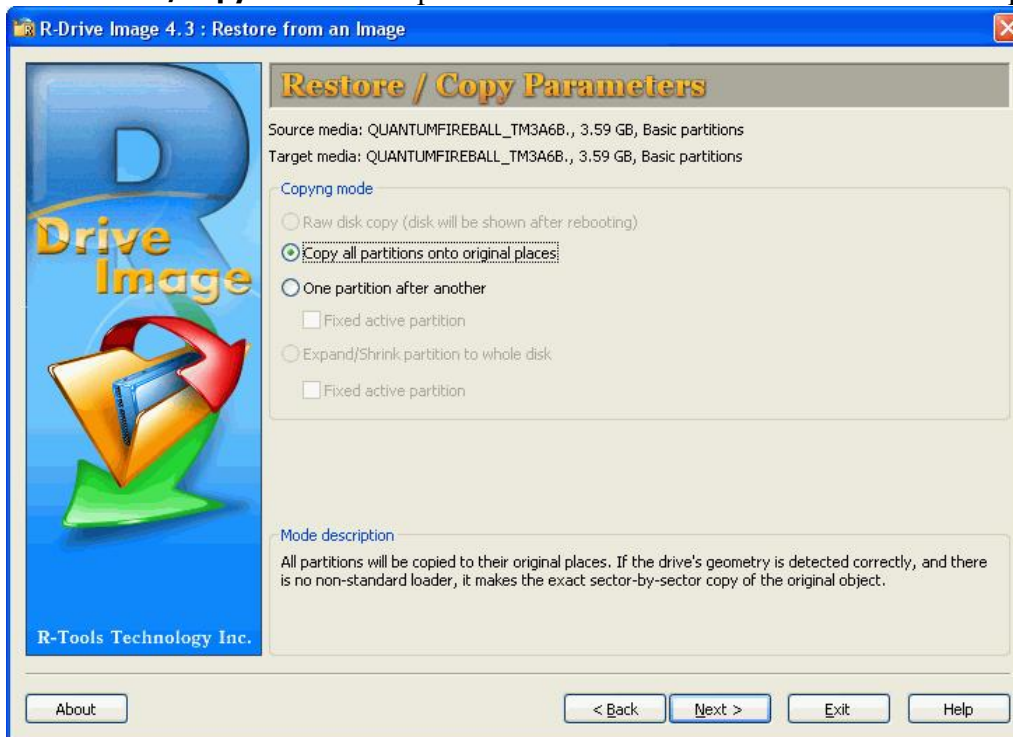 R-Drive Image 4.3 : Restore from an Image
Restore / Copy Parameters
Source media: QUANTUMFIREBALL_TM3A6B., 3.59 GB, Basic partitions
Target media: QUANTUMFIREBALL_TM3A6B., 3.59 GB, Basic partitions
Copyng mode
Raw disk copy (disk will be shown after rebooting)
Copy all partitions onto original places
One partition after another
Fixed active partition
Expand/Shrink partition to whole disk
Fixed active partition
Mode description
All partitions will be copied to their original places. If the drive's geometry is detected correctly, and there
is no non-standard loader, it makes the exact sector-by-sector copy of the original object.
R
Drive
Image
R-Tools Technology Inc.
About
< Back
Next >
Exit
Help